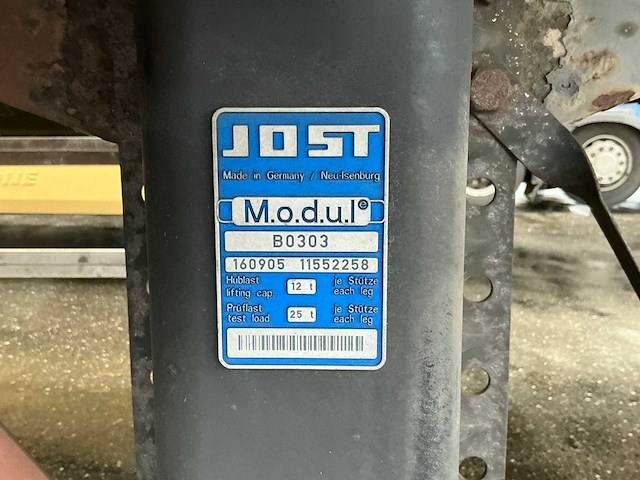 JOST
Made in Germany / Neu-Isenburg
M.o.d.u.l®
B0303
160905 11552258
Hublast 12 t je Stütze
lifting cap. each leg
Prüflast 25 t je Stütze
test load each leg